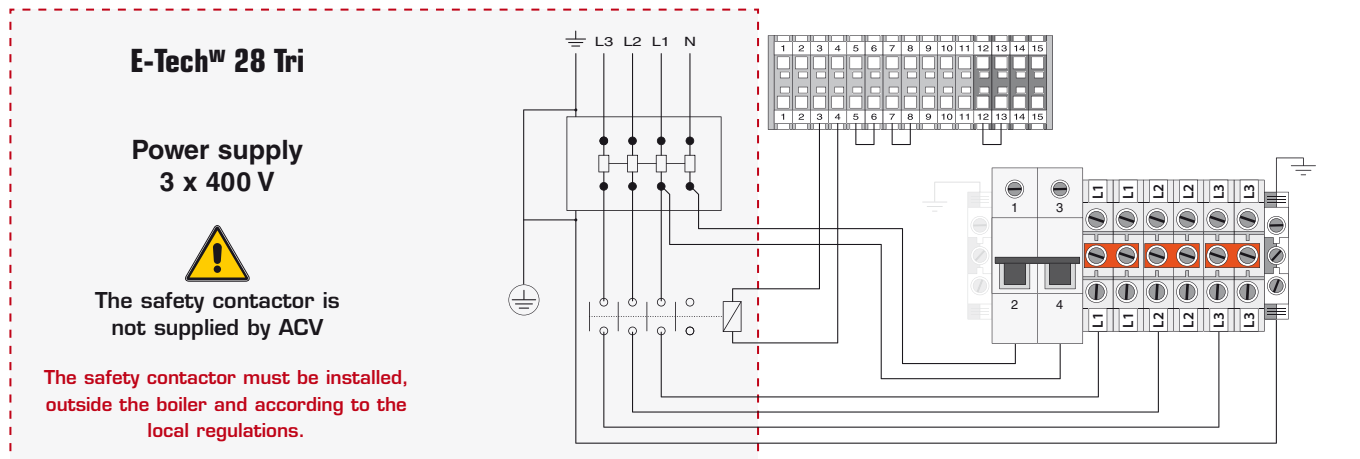 E-Techᵂ 28 Tri
Power supply
3 x 400 V
The safety contactor is
not supplied by ACV
The safety contactor must be installed,
outside the boiler and according to the
local regulations.
L3 L2 L1 N
1 2 3 4 5 6 7 8 9 10 11 12 13 14 15
1 2 3 4 5 6 7 8 9 10 11 12 13 14 15
L1 L1 L2 L2 L3 L3
1 3
2 4
L1 L1 L2 L2 L3 L3